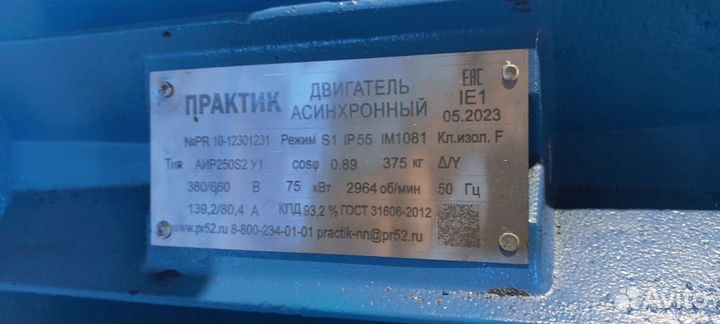 ПРАКТИК ДВИГАТЕЛЬ АСИНХРОННЫЙ
EAC
IE1
05.2023
№PR 10-12301231 Режим S1 IP55 IM1081 Кл.изол. F
Тип АИР250S2 У1 cosφ 0.89 375 кг Δ/Y
380/660 В 75 кВт 2964 об/мин 50 Гц
139,2/80,4 А КПД 93,2 % ГОСТ 31606-2012
www.pr52.ru 8-800-234-01-01 practik-nn@pr52.ru
Avito